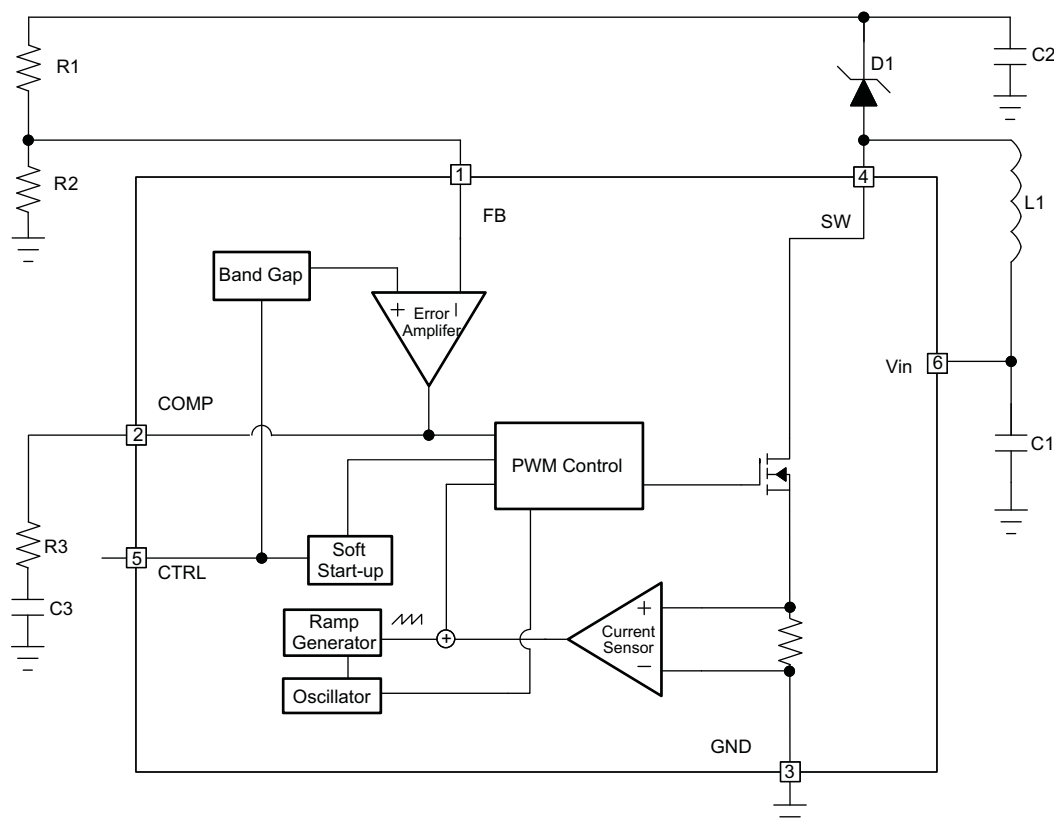 R1
D1
C2
R2
1
4
FB
SW
L1
Band Gap
+
Error
Amplifer
–
Vin
6
COMP
2
C1
PWM Control
R3
5
CTRL
Soft
Start-up
C3
Ramp
Generator
+
+
Current
Sensor
–
Oscillator
GND
3